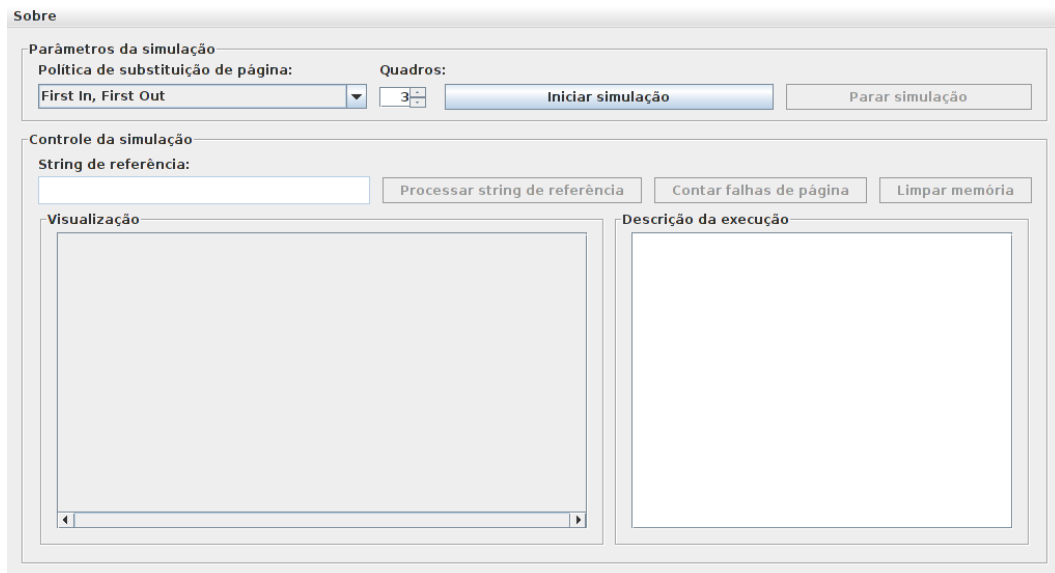 Sobre
Parâmetros da simulação
Política de substituição de página: Quadros:
First In, First Out 3 Iniciar simulação Parar simulação
Controle da simulação
String de referência:
Processar string de referência Contar falhas de página Limpar memória
Visualização Descrição da execução